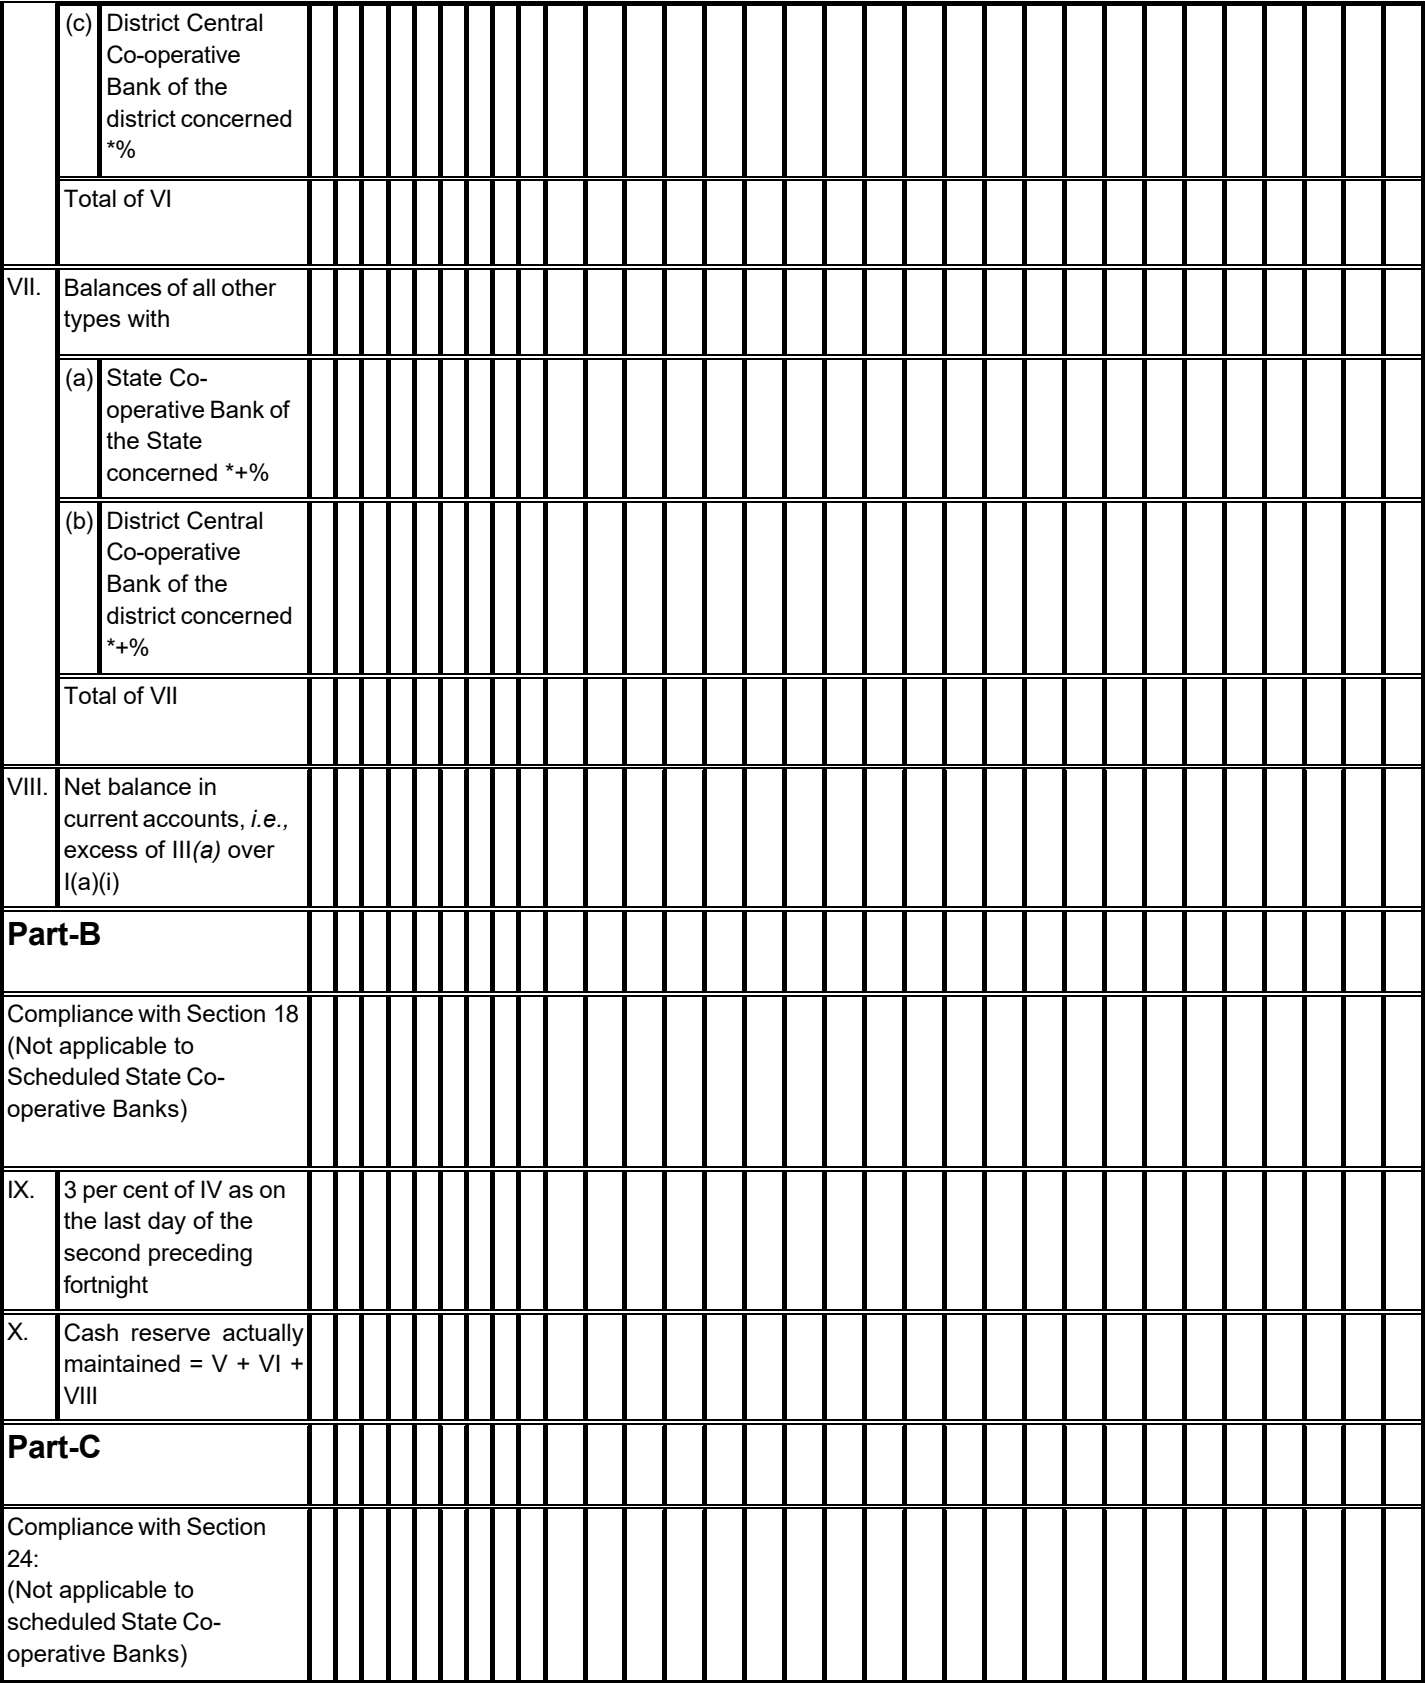 (c) District Central
Co-operative
Bank of the
district concerned
*%
Total of VI
VII. Balances of all other
types with
(a) State Co-
operative Bank of
the State
concerned *+%
(b) District Central
Co-operative
Bank of the
district concerned
*+%
Total of VII
VIII. Net balance in
current accounts, i.e.,
excess of III(a) over
I(a)(i)
Part-B
Compliance with Section 18
(Not applicable to
Scheduled State Co-
operative Banks)
IX. 3 per cent of IV as on
the last day of the
second preceding
fortnight
X. Cash reserve actually
maintained = V + VI +
VIII
Part-C
Compliance with Section
24:
(Not applicable to
scheduled State Co-
operative Banks)